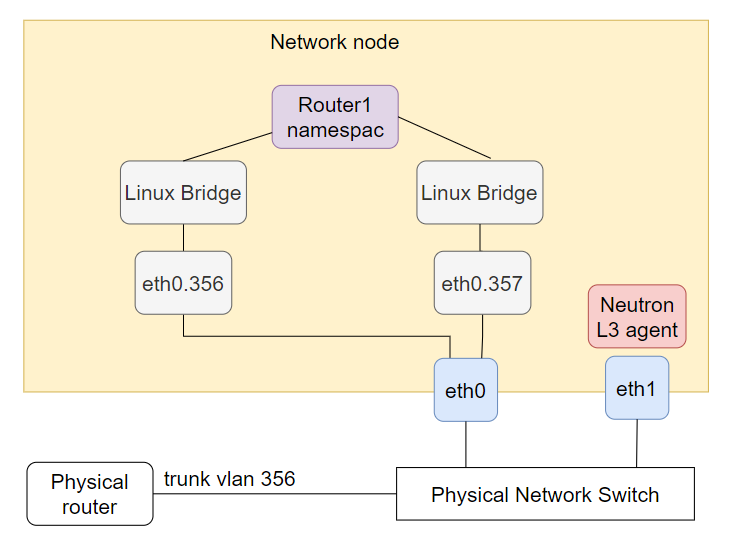 Network node
Router1
namespac
Linux Bridge
Linux Bridge
eth0.356
eth0.357
Neutron
L3 agent
eth0
eth1
Physical
router
trunk vlan 356
Physical Network Switch